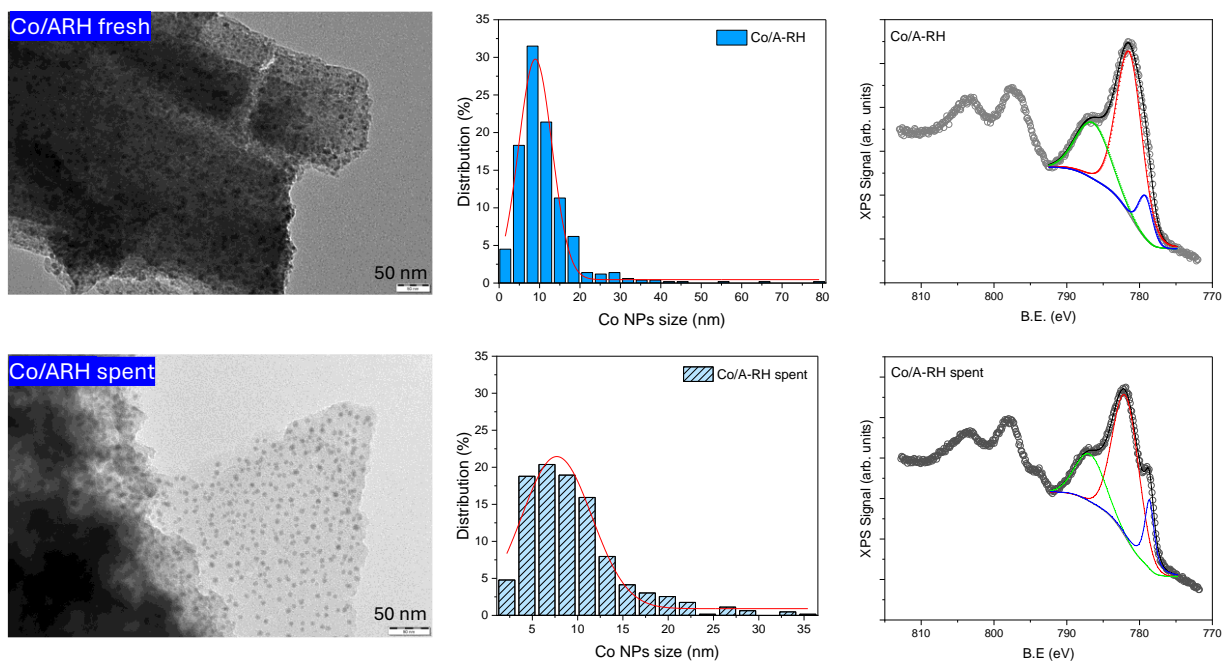 Co/ARH fresh
50 nm
50 nm
35
30
25
20
15
10
5
0
Distribution (%)
Co/A-RH
0 10 20 30 40 50 60 70 80
Co NPs size (nm)
Co/A-RH
XPS Signal (arb. units)
810 800 790 780 770
B.E. (eV)
Co/ARH spent
50 nm
50 nm
35
30
25
20
15
10
5
0
Distribution (%)
Co/A-RH spent
5 10 15 20 25 30 35
Co NPs size (nm)
Co/A-RH spent
XPS Signal (arb. units)
810 800 790 780 770
B.E (eV)